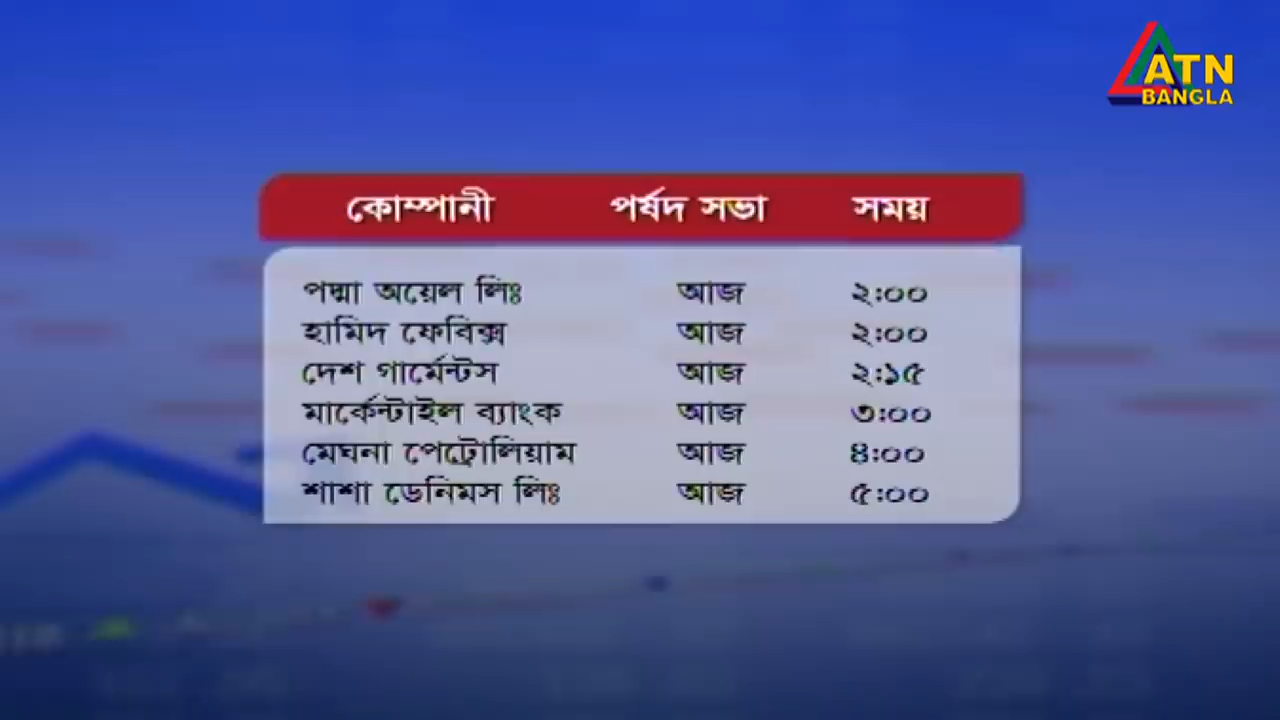 ATN
BANGLA
কোম্পানী পর্ষদ সভা সময়
পদ্মা অয়েল লিঃ আজ ২:০০
হামিদ ফেবিক্স আজ ২:০০
দেশ গার্মেন্টস আজ ২:১৫
মার্কেন্টাইল ব্যাংক আজ ৩:০০
মেঘনা পেট্রোলিয়াম আজ ৪:০০
শাশা ডেনিমস লিঃ আজ ৫:০০